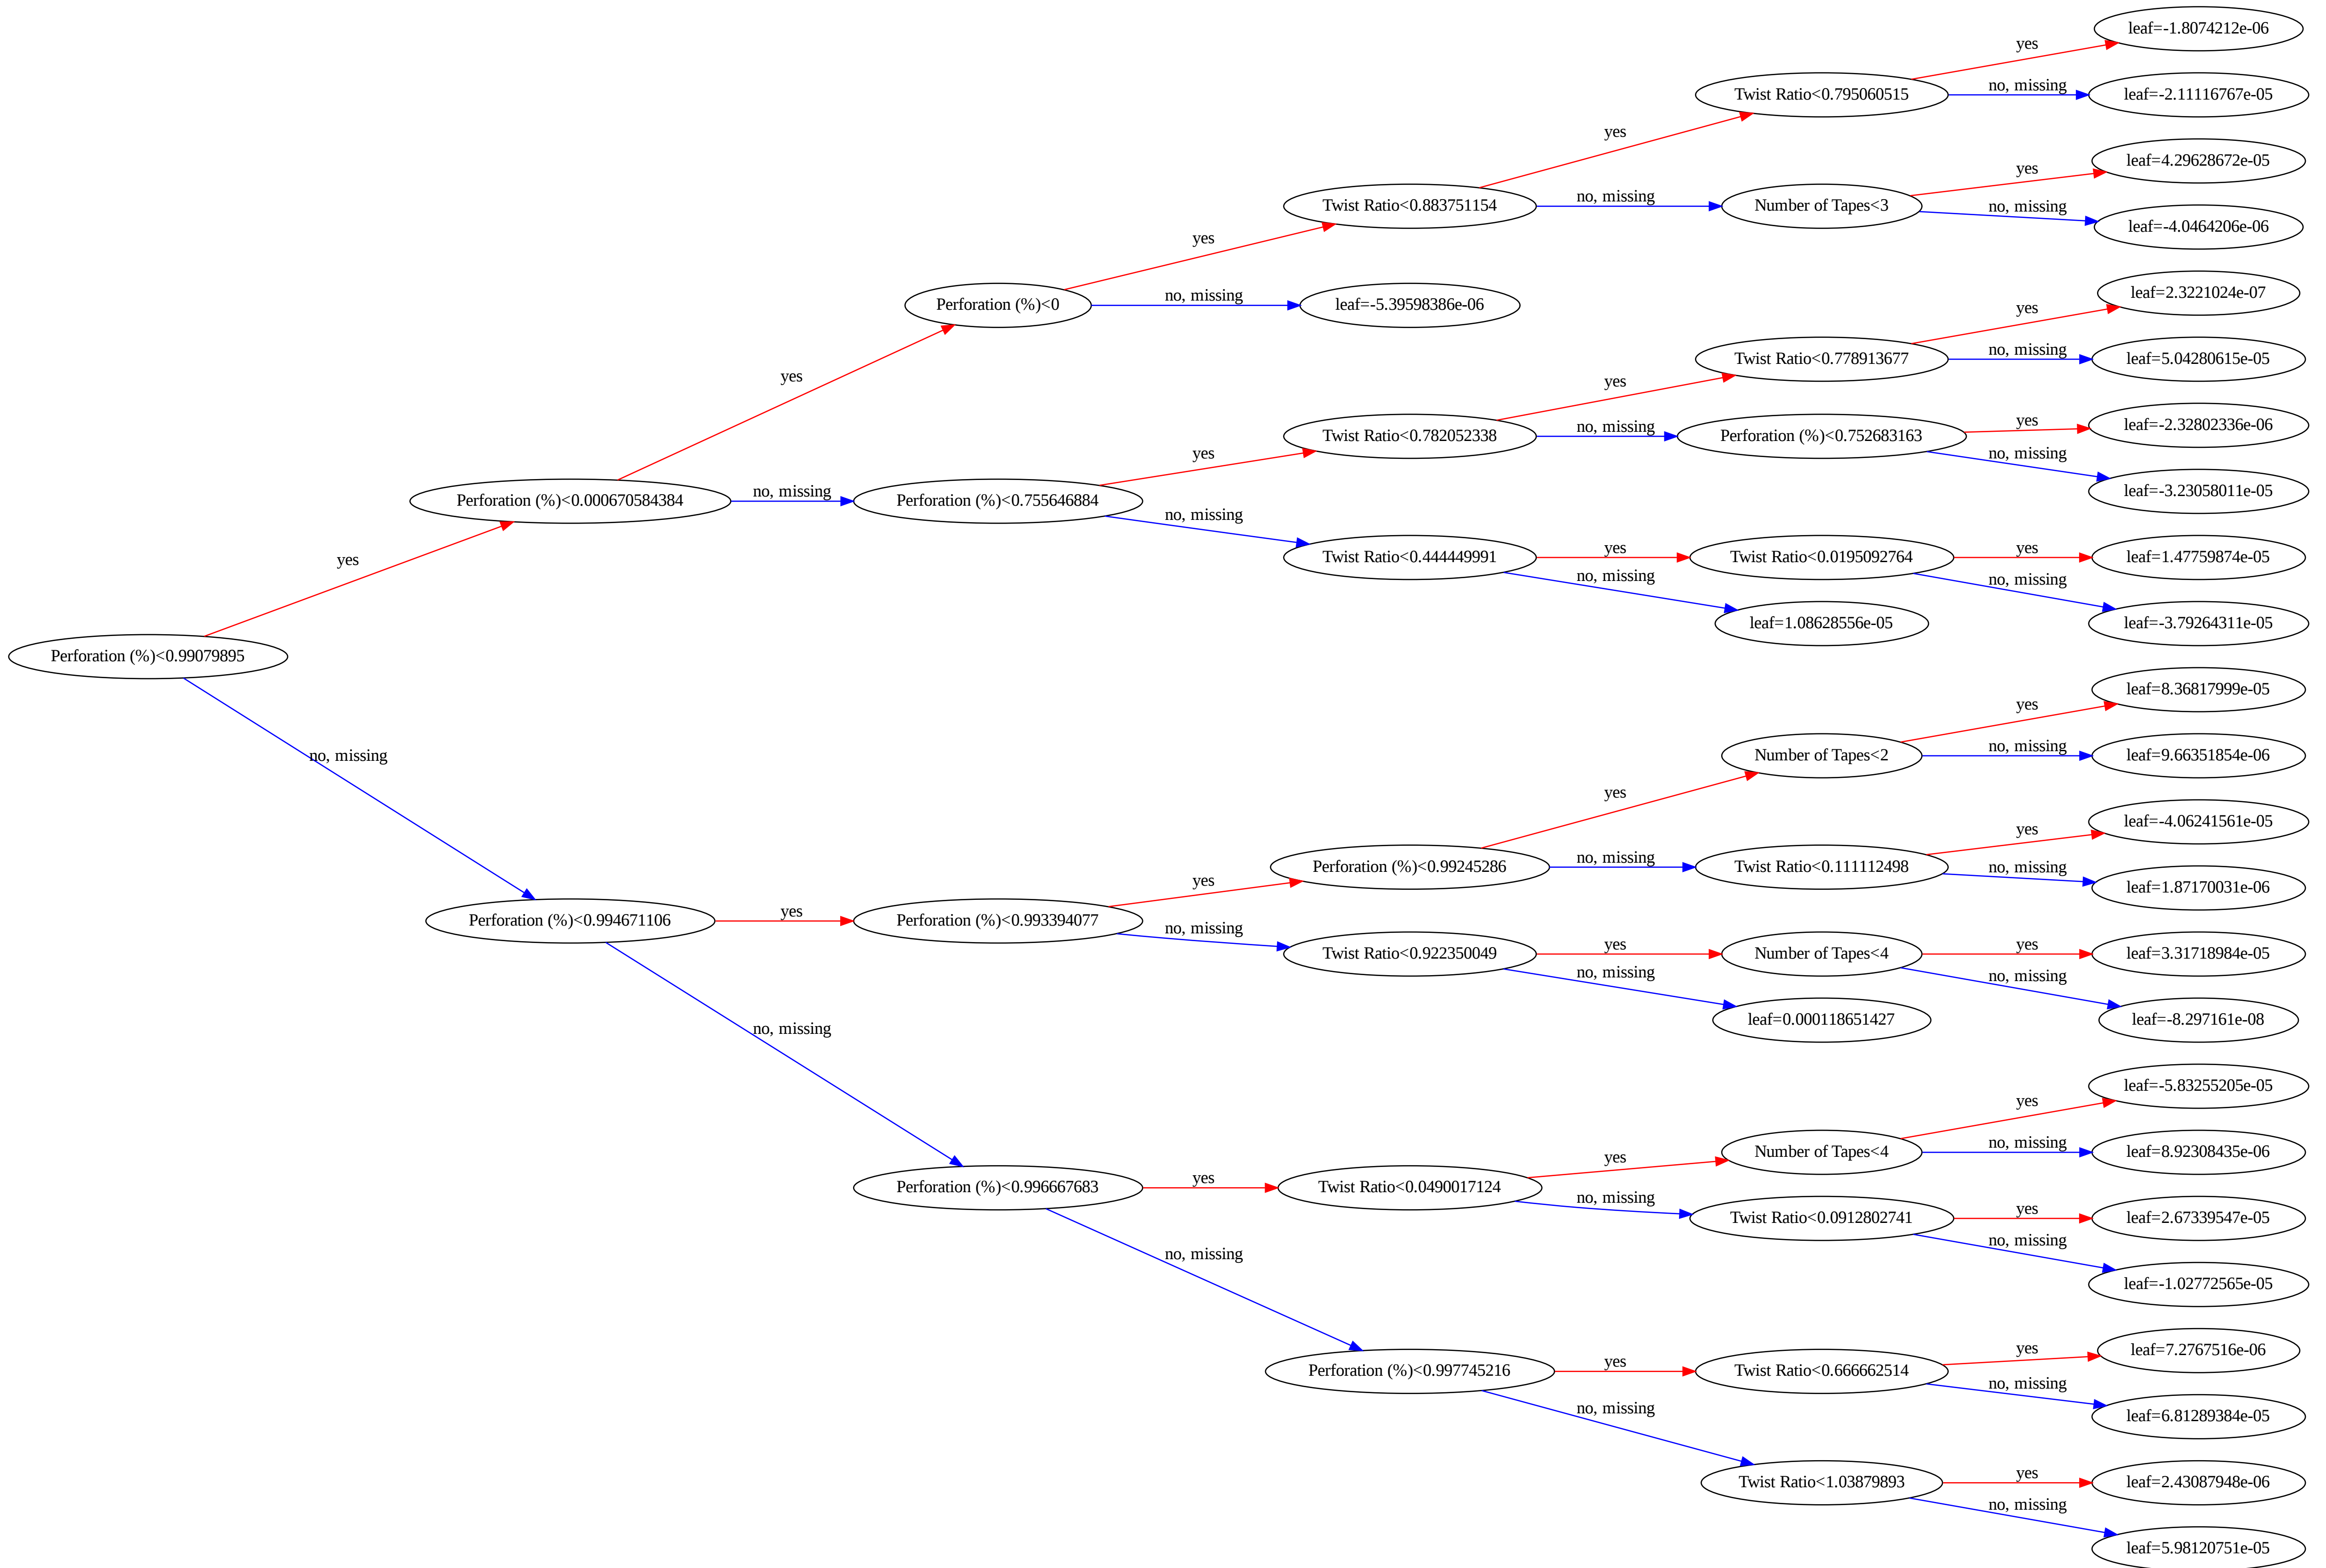 leaf=-1.8074212e-06
yes
Twist Ratio<0.795060515
no, missing
leaf=-2.11116767e-05
yes
leaf=4.29628672e-05
yes
Twist Ratio<0.883751154
no, missing
Number of Tapes<3
no, missing
leaf=-4.0464206e-06
yes
Perforation (%)<0
no, missing
leaf=-5.39598386e-06
leaf=2.3221024e-07
yes
Twist Ratio<0.778913677
no, missing
leaf=5.04280615e-05
yes
yes
Twist Ratio<0.782052338
no, missing
Perforation (%)<0.752683163
yes
leaf=-2.32802336e-06
no, missing
leaf=-3.23058011e-05
yes
Perforation (%)<0.000670584384
no, missing
Perforation (%)<0.755646884
no, missing
Twist Ratio<0.444449991
yes
Twist Ratio<0.0195092764
yes
leaf=1.47759874e-05
no, missing
leaf=1.08628556e-05
no, missing
leaf=-3.79264311e-05
yes
Perforation (%)<0.99079895
no, missing
leaf=8.36817999e-05
yes
Number of Tapes<2
no, missing
leaf=9.66351854e-06
yes
leaf=-4.06241561e-05
yes
Perforation (%)<0.99245286
no, missing
Twist Ratio<0.111112498
no, missing
leaf=1.87170031e-06
yes
Perforation (%)<0.994671106
yes
Perforation (%)<0.993394077
no, missing
Twist Ratio<0.922350049
yes
Number of Tapes<4
yes
leaf=3.31718984e-05
no, missing
leaf=0.000118651427
no, missing
leaf=-8.297161e-08
no, missing
leaf=-5.83255205e-05
yes
Number of Tapes<4
no, missing
leaf=8.92308435e-06
yes
Perforation (%)<0.996667683
yes
Twist Ratio<0.0490017124
no, missing
Twist Ratio<0.0912802741
yes
leaf=2.67339547e-05
no, missing
leaf=-1.02772565e-05
no, missing
Perforation (%)<0.997745216
yes
Twist Ratio<0.666662514
yes
leaf=7.2767516e-06
no, missing
leaf=6.81289384e-05
no, missing
Twist Ratio<1.03879893
yes
leaf=2.43087948e-06
no, missing
leaf=5.98120751e-05